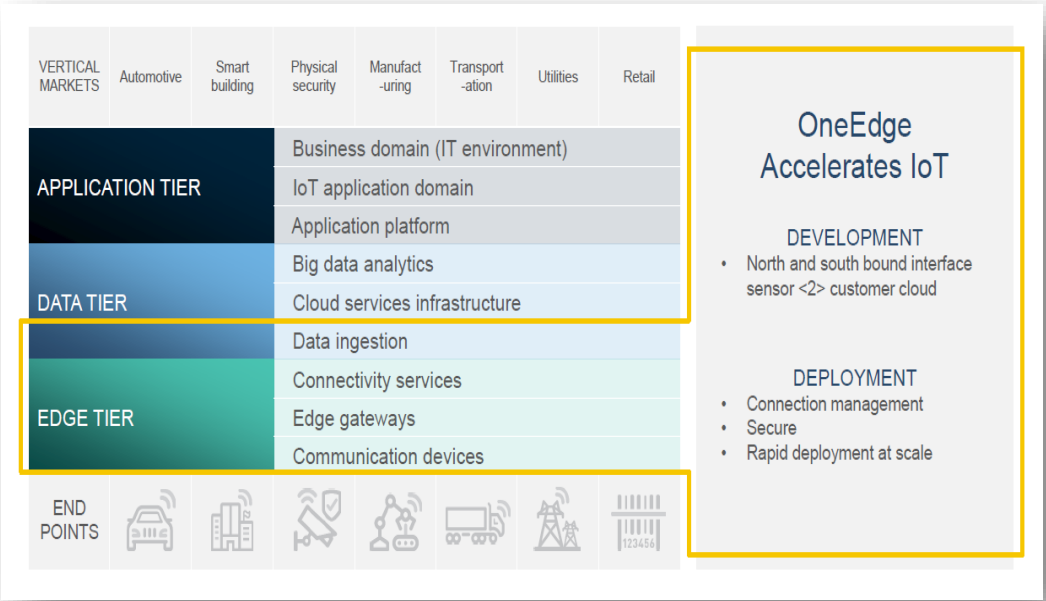 VERTICAL
MARKETS
Automotive
Smart
building
Physical
security
Manufact
-uring
Transport
-ation
Utilities
Retail
APPLICATION TIER
Business domain (IT environment)
IoT application domain
Application platform
DATA TIER
Big data analytics
Cloud services infrastructure
Data ingestion
EDGE TIER
Connectivity services
Edge gateways
Communication devices
END
POINTS
123456
OneEdge
Accelerates IoT
DEVELOPMENT
• North and south bound interface
sensor <2> customer cloud
DEPLOYMENT
• Connection management
• Secure
• Rapid deployment at scale